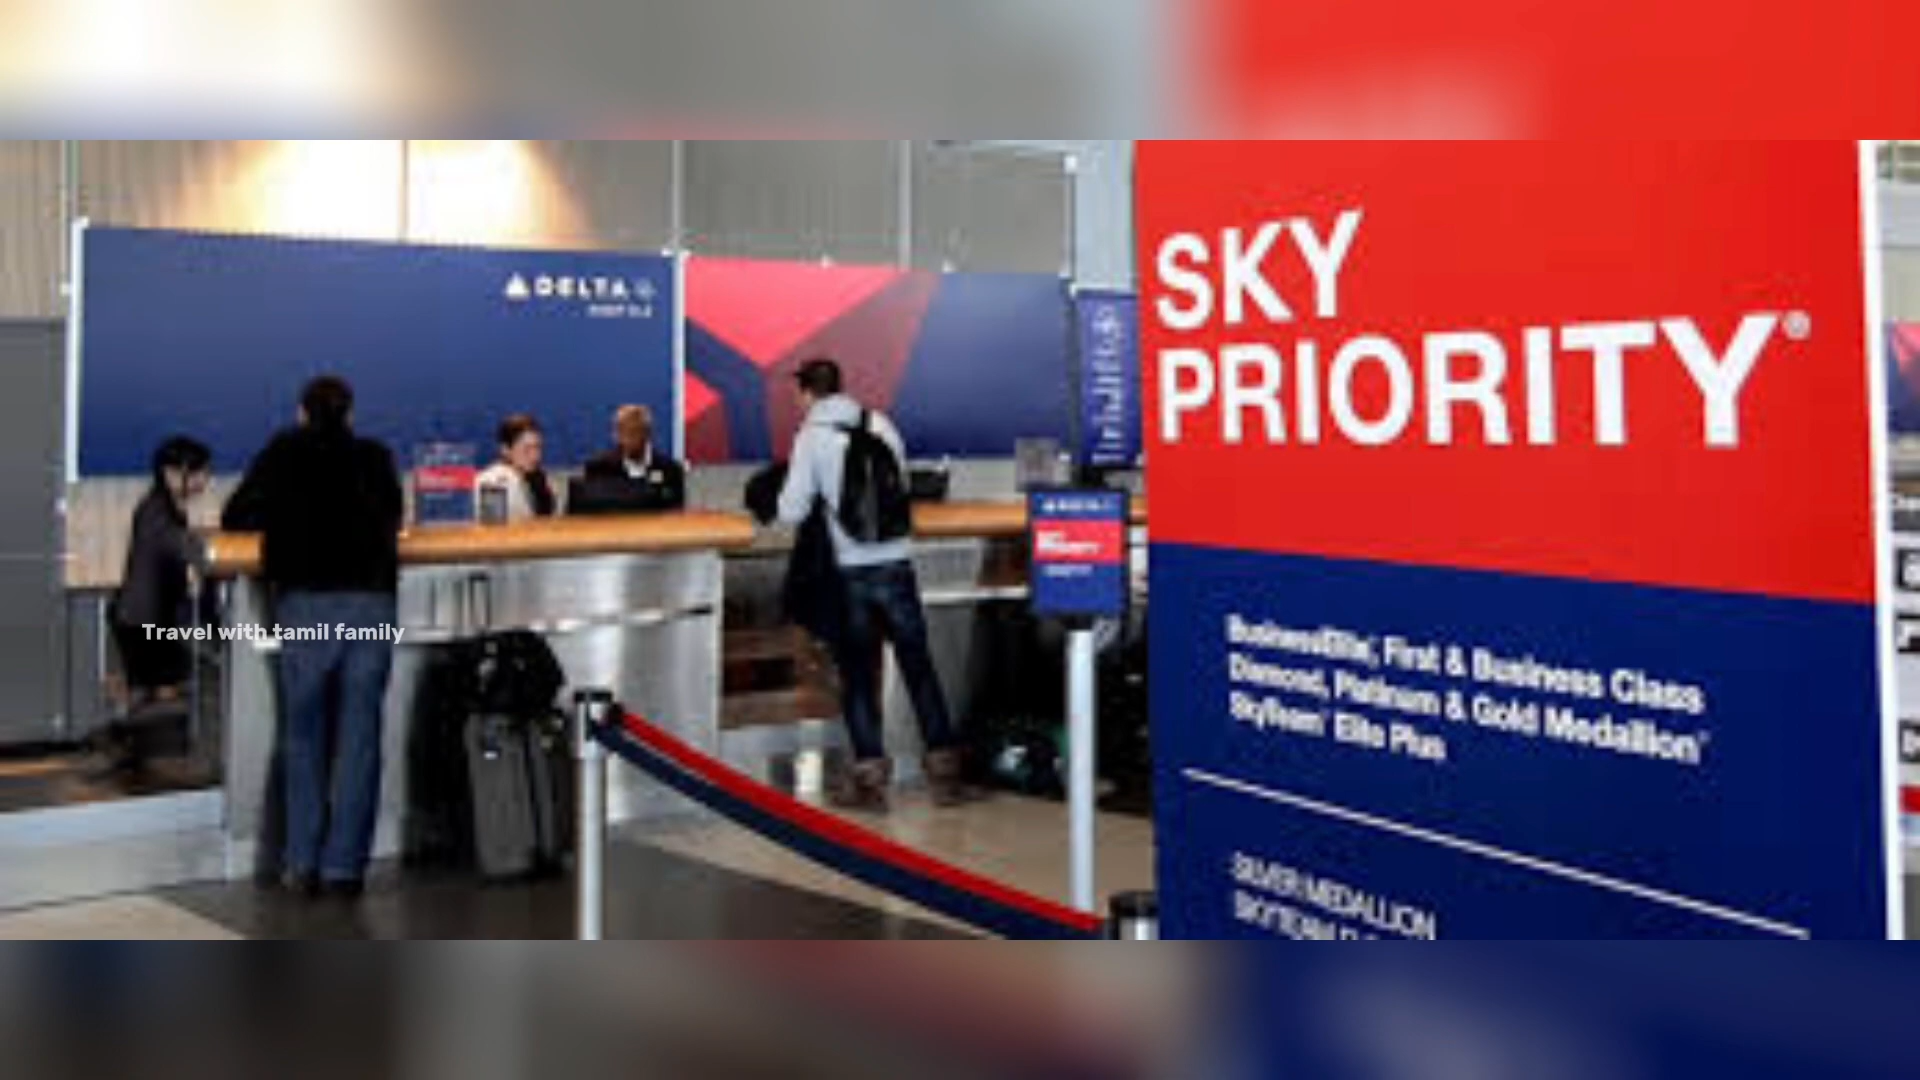 DELTA
SKY
PRIORITY®
BusinessElite, First & Business Class
Diamond, Platinum & Gold Medallion®
SkyTeam® Elite Plus
SILVER MEDALLION
DELTA
Travel with tamil family